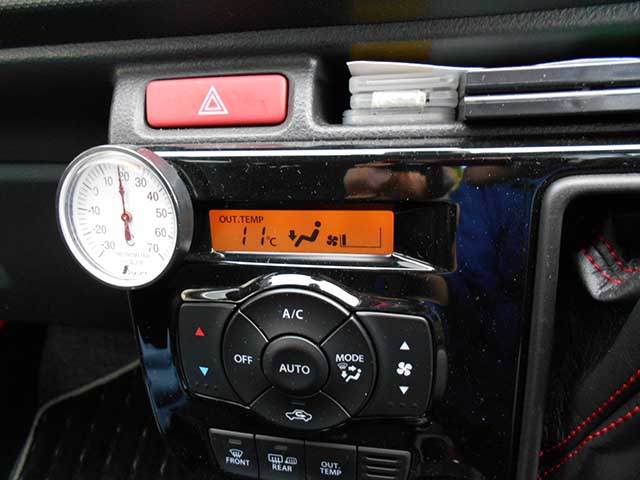 10 20 30
0 40
-10 50
-20 60
-30 70
OUT.TEMP
11°C
A/C
OFF
AUTO
MODE
FRONT
REAR
OUT.
TEMP